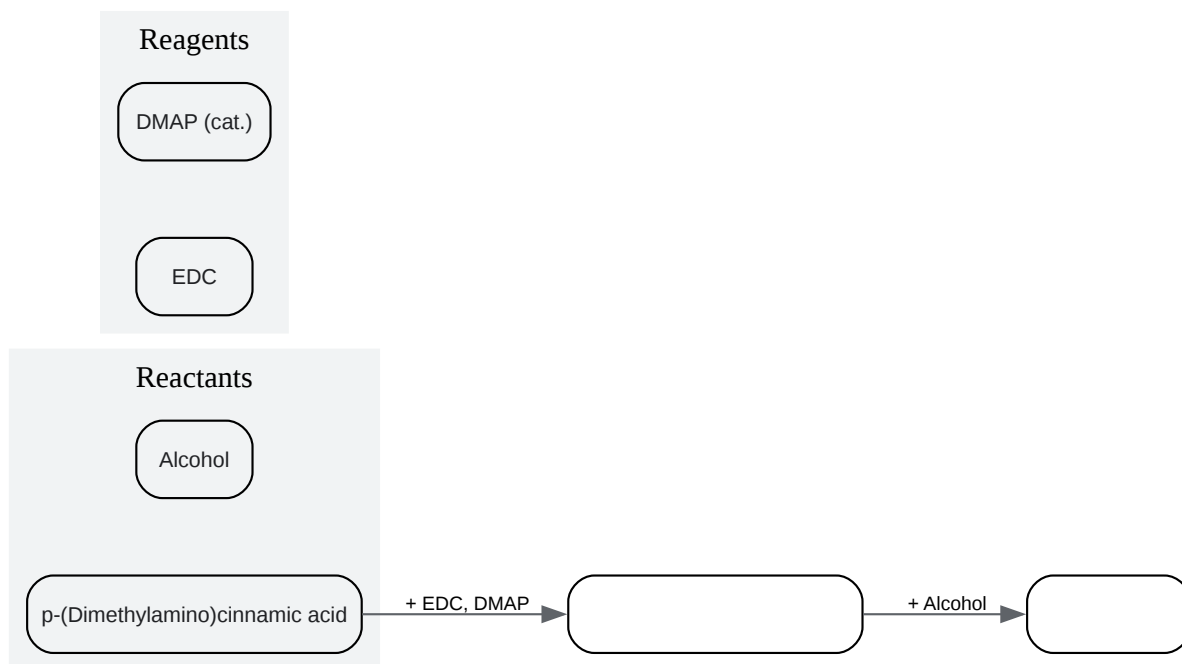 Reagents
DMAP (cat.)
EDC
Reactants
Alcohol
p-(Dimethylamino)cinnamic acid
+ EDC, DMAP
+ Alcohol